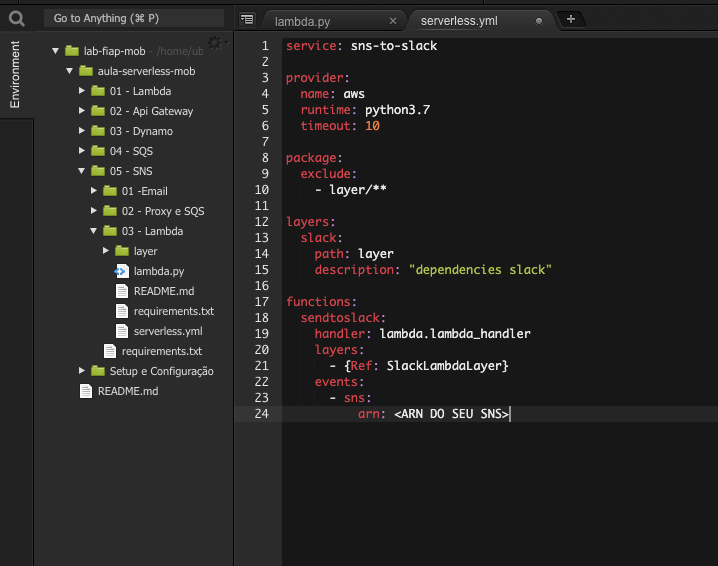 Go to Anything (⌘ P)
lambda.py
serverless.yml
Environment
lab-fiap-mob - /home/ub
aula-serverless-mob
01 - Lambda
02 - Api Gateway
03 - Dynamo
04 - SQS
05 - SNS
01 -Email
02 - Proxy e SQS
03 - Lambda
layer
lambda.py
README.md
requirements.txt
serverless.yml
requirements.txt
Setup e Configuração
README.md
1 service: sns-to-slack
2
3 provider:
4   name: aws
5   runtime: python3.7
6   timeout: 10
7
8 package:
9   exclude:
10     - layer/**
11
12 layers:
13   slack:
14     path: layer
15     description: "dependencies slack"
16
17 functions:
18   sendtoslack:
19     handler: lambda.lambda_handler
20     layers:
21       - {Ref: SlackLambdaLayer}
22     events:
23       - sns:
24           arn: <ARN DO SEU SNS>